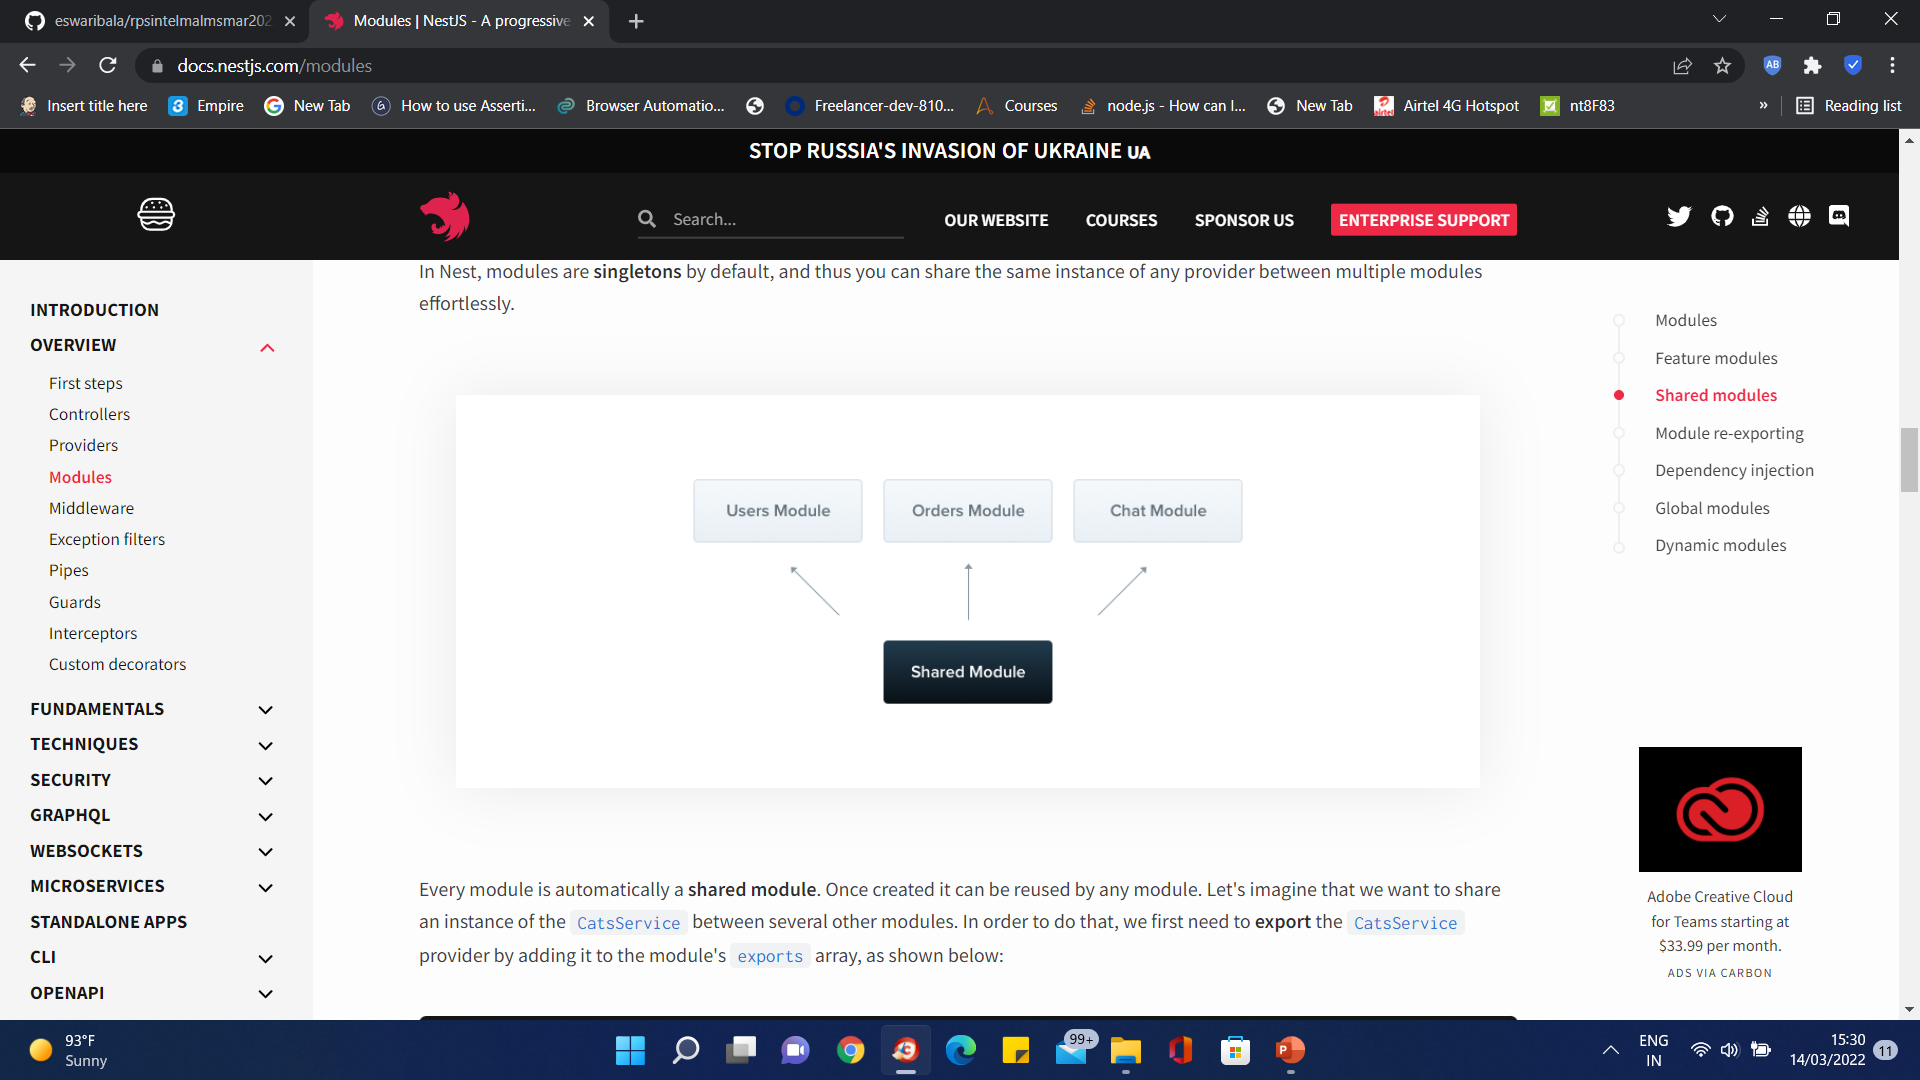 eswaribala/rpsintelmalmsmar202
Modules | NestJS - A progressive
docs.nestjs.com/modules
Insert title here
Empire
New Tab
How to use Asserti...
Browser Automatio...
Freelancer-dev-810...
Courses
node.js - How can I...
New Tab
Airtel 4G Hotspot
nt8F83
»
Reading list
STOP RUSSIA'S INVASION OF UKRAINE UA
Search...
OUR WEBSITE
COURSES
SPONSOR US
ENTERPRISE SUPPORT
INTRODUCTION
OVERVIEW
First steps
Controllers
Providers
Modules
Middleware
Exception filters
Pipes
Guards
Interceptors
Custom decorators
FUNDAMENTALS
TECHNIQUES
SECURITY
GRAPHQL
WEBSOCKETS
MICROSERVICES
STANDALONE APPS
CLI
OPENAPI
In Nest, modules are singletons by default, and thus you can share the same instance of any provider between multiple modules
effortlessly.
Users Module
Orders Module
Chat Module
Shared Module
Every module is automatically a shared module. Once created it can be reused by any module. Let's imagine that we want to share
an instance of the CatsService between several other modules. In order to do that, we first need to export the CatsService
provider by adding it to the module's exports array, as shown below:
Modules
Feature modules
Shared modules
Module re-exporting
Dependency injection
Global modules
Dynamic modules
Adobe Creative Cloud
for Teams starting at
$33.99 per month.
ADS VIA CARBON
93°F
Sunny
99+
ENG
IN
15:30
14/03/2022
11